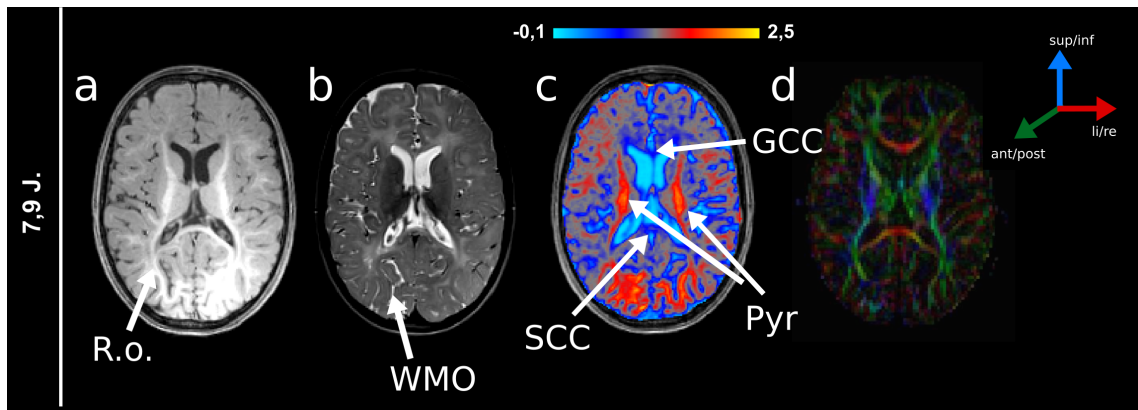 -0,1 2,5
sup/inf
a b c d
li/re
GCC
ant/post
7,9 J.
Pyr
SCC
R.o.
WMO